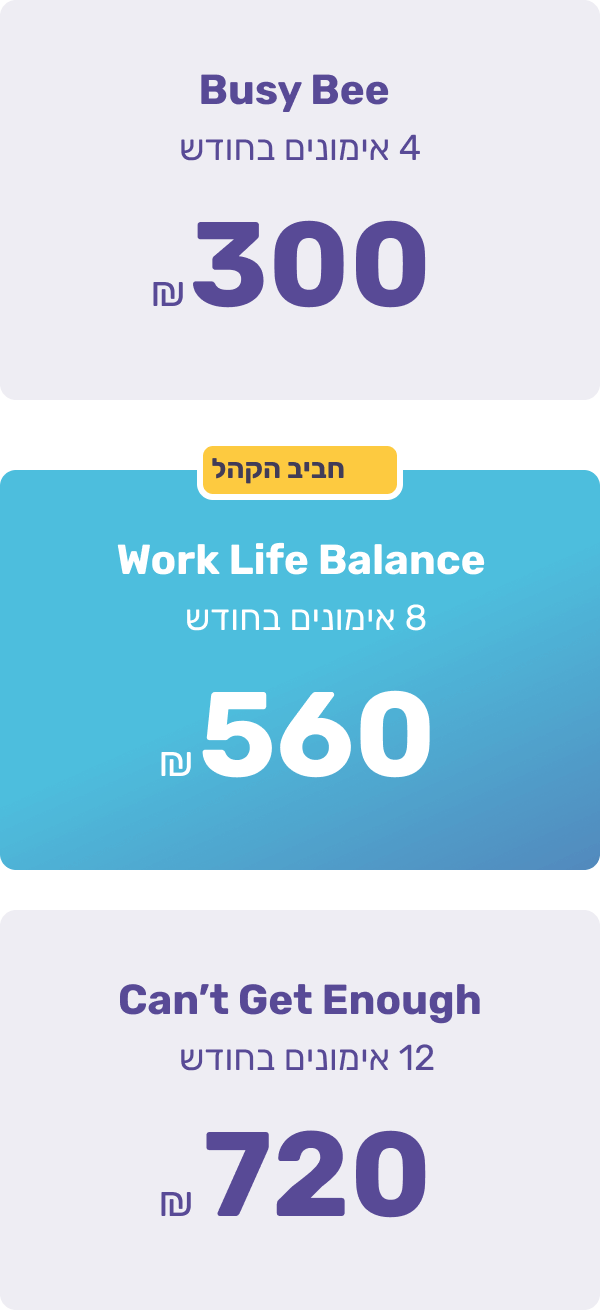 Busy Bee
4 אימונים בחודש
300 ₪
חביב הקהל
Work Life Balance
8 אימונים בחודש
560 ₪
Can’t Get Enough
12 אימונים בחודש
720 ₪